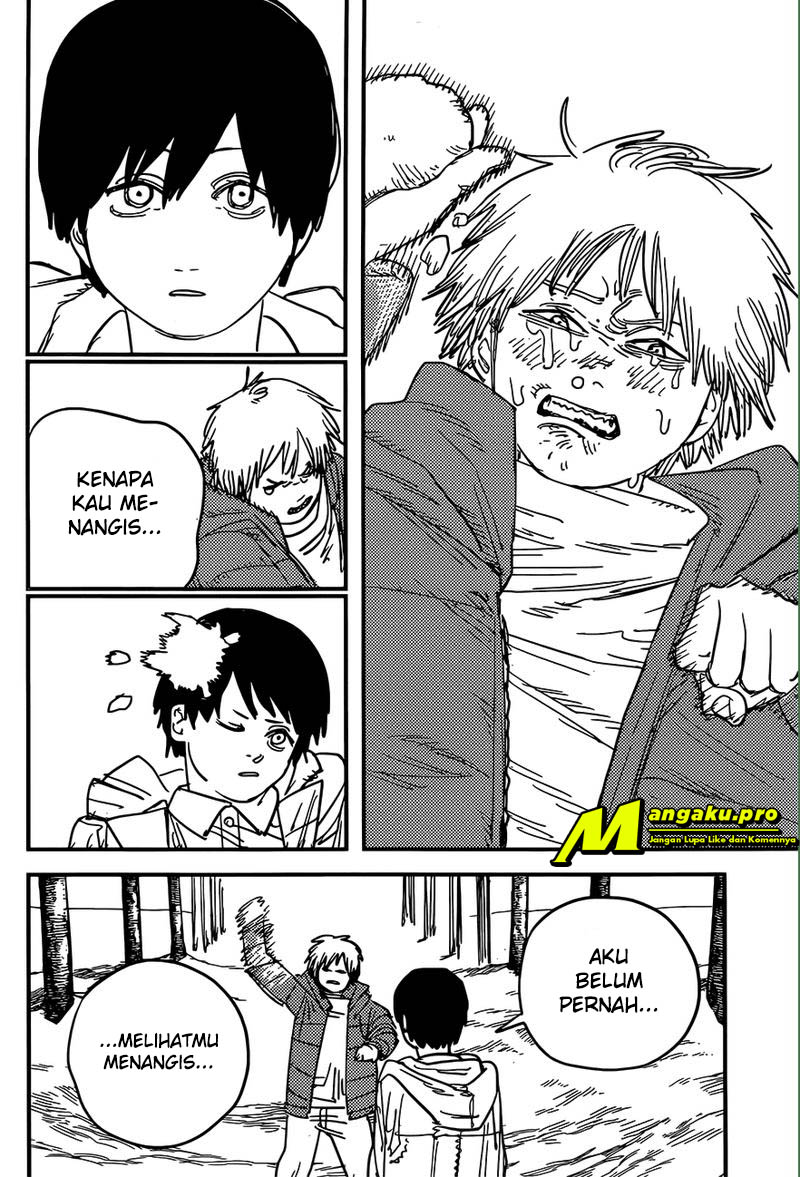 KENAPA
KAU ME-
NANGIS...
Mangaku.pro
Jangan Lupa Like dan Komennya
AKU
BELUM
PERNAH...
...MELIHATMU
MENANGIS...